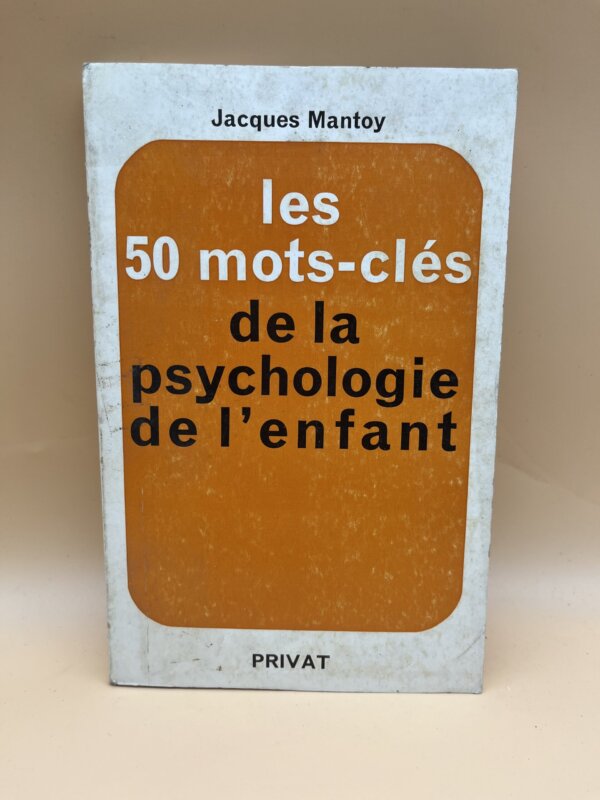 Jacques Mantoy
les
50 mots-clés
de la
psychologie
de l'enfant
PRIVAT